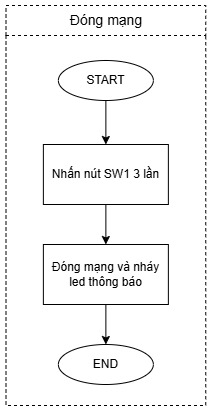 Đóng mạng
START
Nhấn nút SW1 3 lần
Đóng mạng và nháy
led thông báo
END